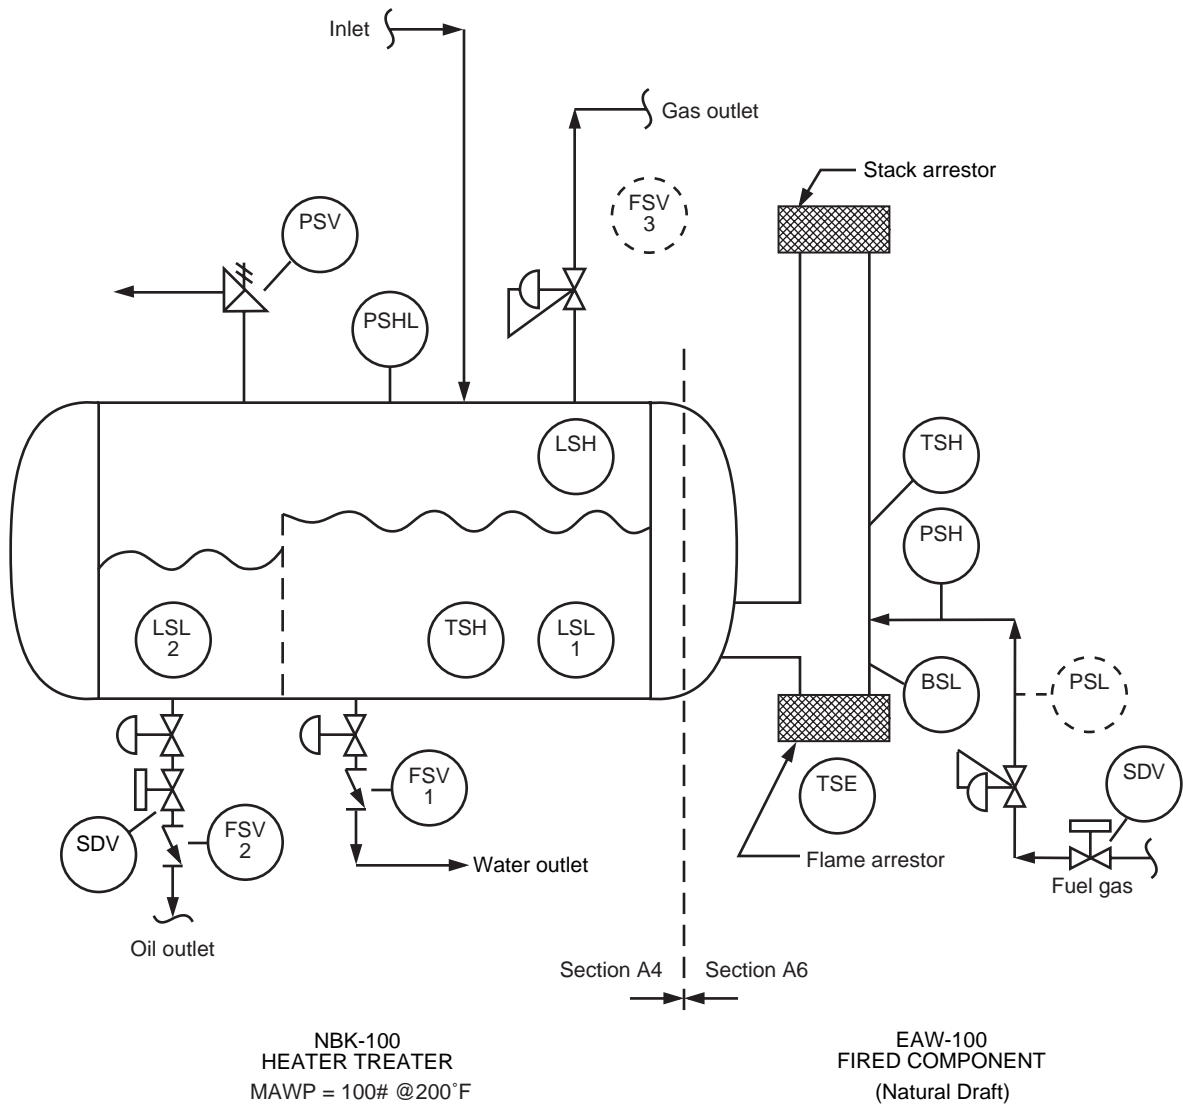 Inlet
Gas outlet
Stack arrestor
FSV
3
PSV
PSHL
LSH
TSH
PSH
LSL
2
TSH
LSL
1
BSL
PSL
FSV
1
TSE
SDV
SDV
FSV
2
Water outlet
Flame arrestor
Fuel gas
Oil outlet
Section A4
Section A6
NBK-100
HEATER TREATER
MAWP = 100# @200˚F
EAW-100
FIRED COMPONENT
(Natural Draft)